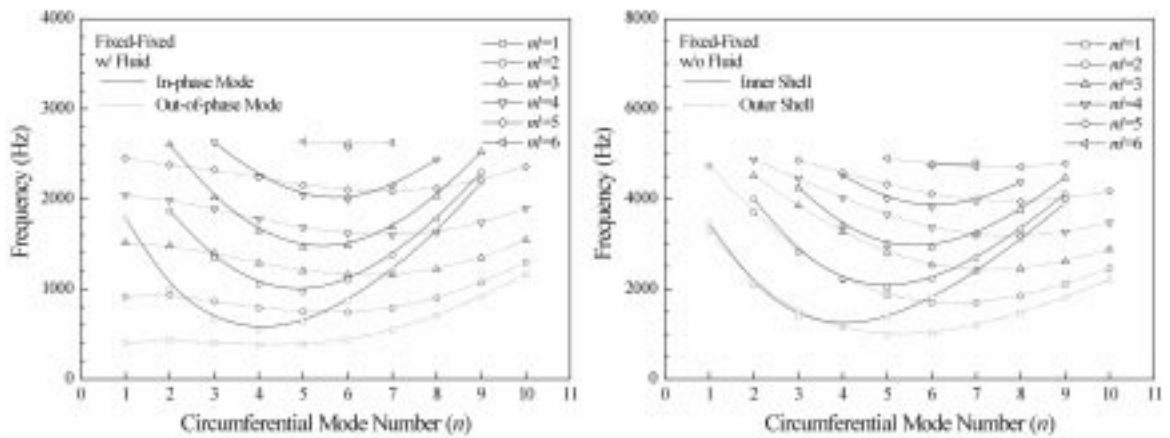 4000
3000
2000
1000
0
Frequency (Hz)
Fixed-Fixed
w/ Fluid
In-phase Mode
Out-of-phase Mode
m'=1
m'=2
m'=3
m'=4
m'=5
m'=6
0 1 2 3 4 5 6 7 8 9 10 11
Circumferential Mode Number (n)
8000
6000
4000
2000
0
Frequency (Hz)
Fixed-Fixed
w/o Fluid
Inner Shell
Outer Shell
m'=1
m'=2
m'=3
m'=4
m'=5
m'=6
0 1 2 3 4 5 6 7 8 9 10 11
Circumferential Mode Number (n)